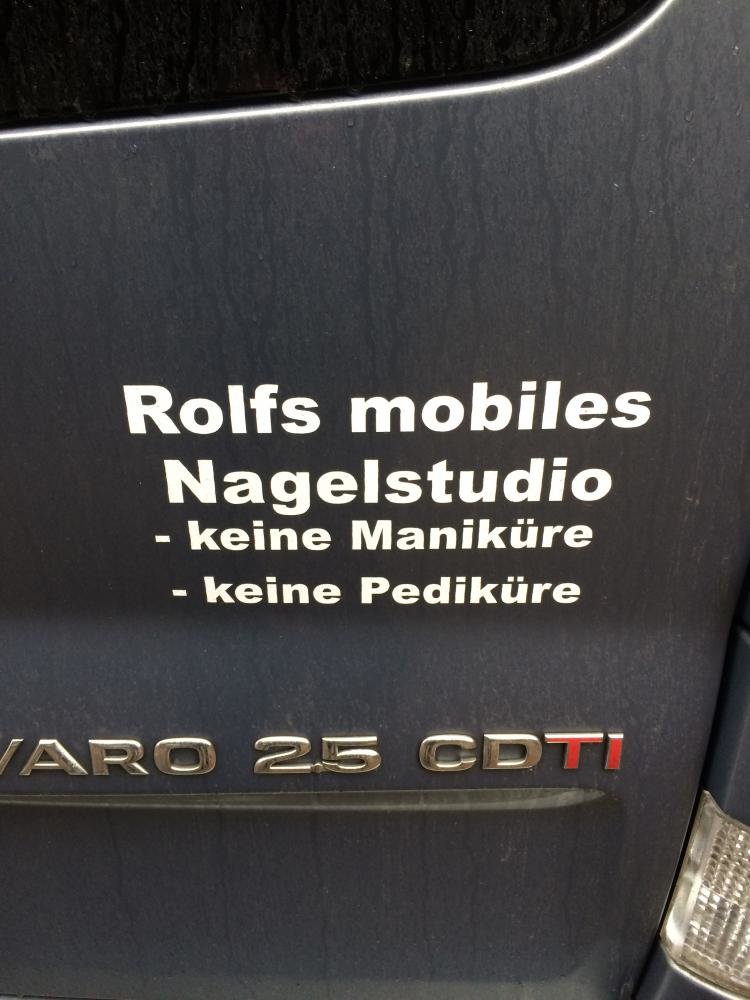 Rolfs mobiles
Nagelstudio
- keine Maniküre
- keine Pediküre
VARO 2.5 CDTI